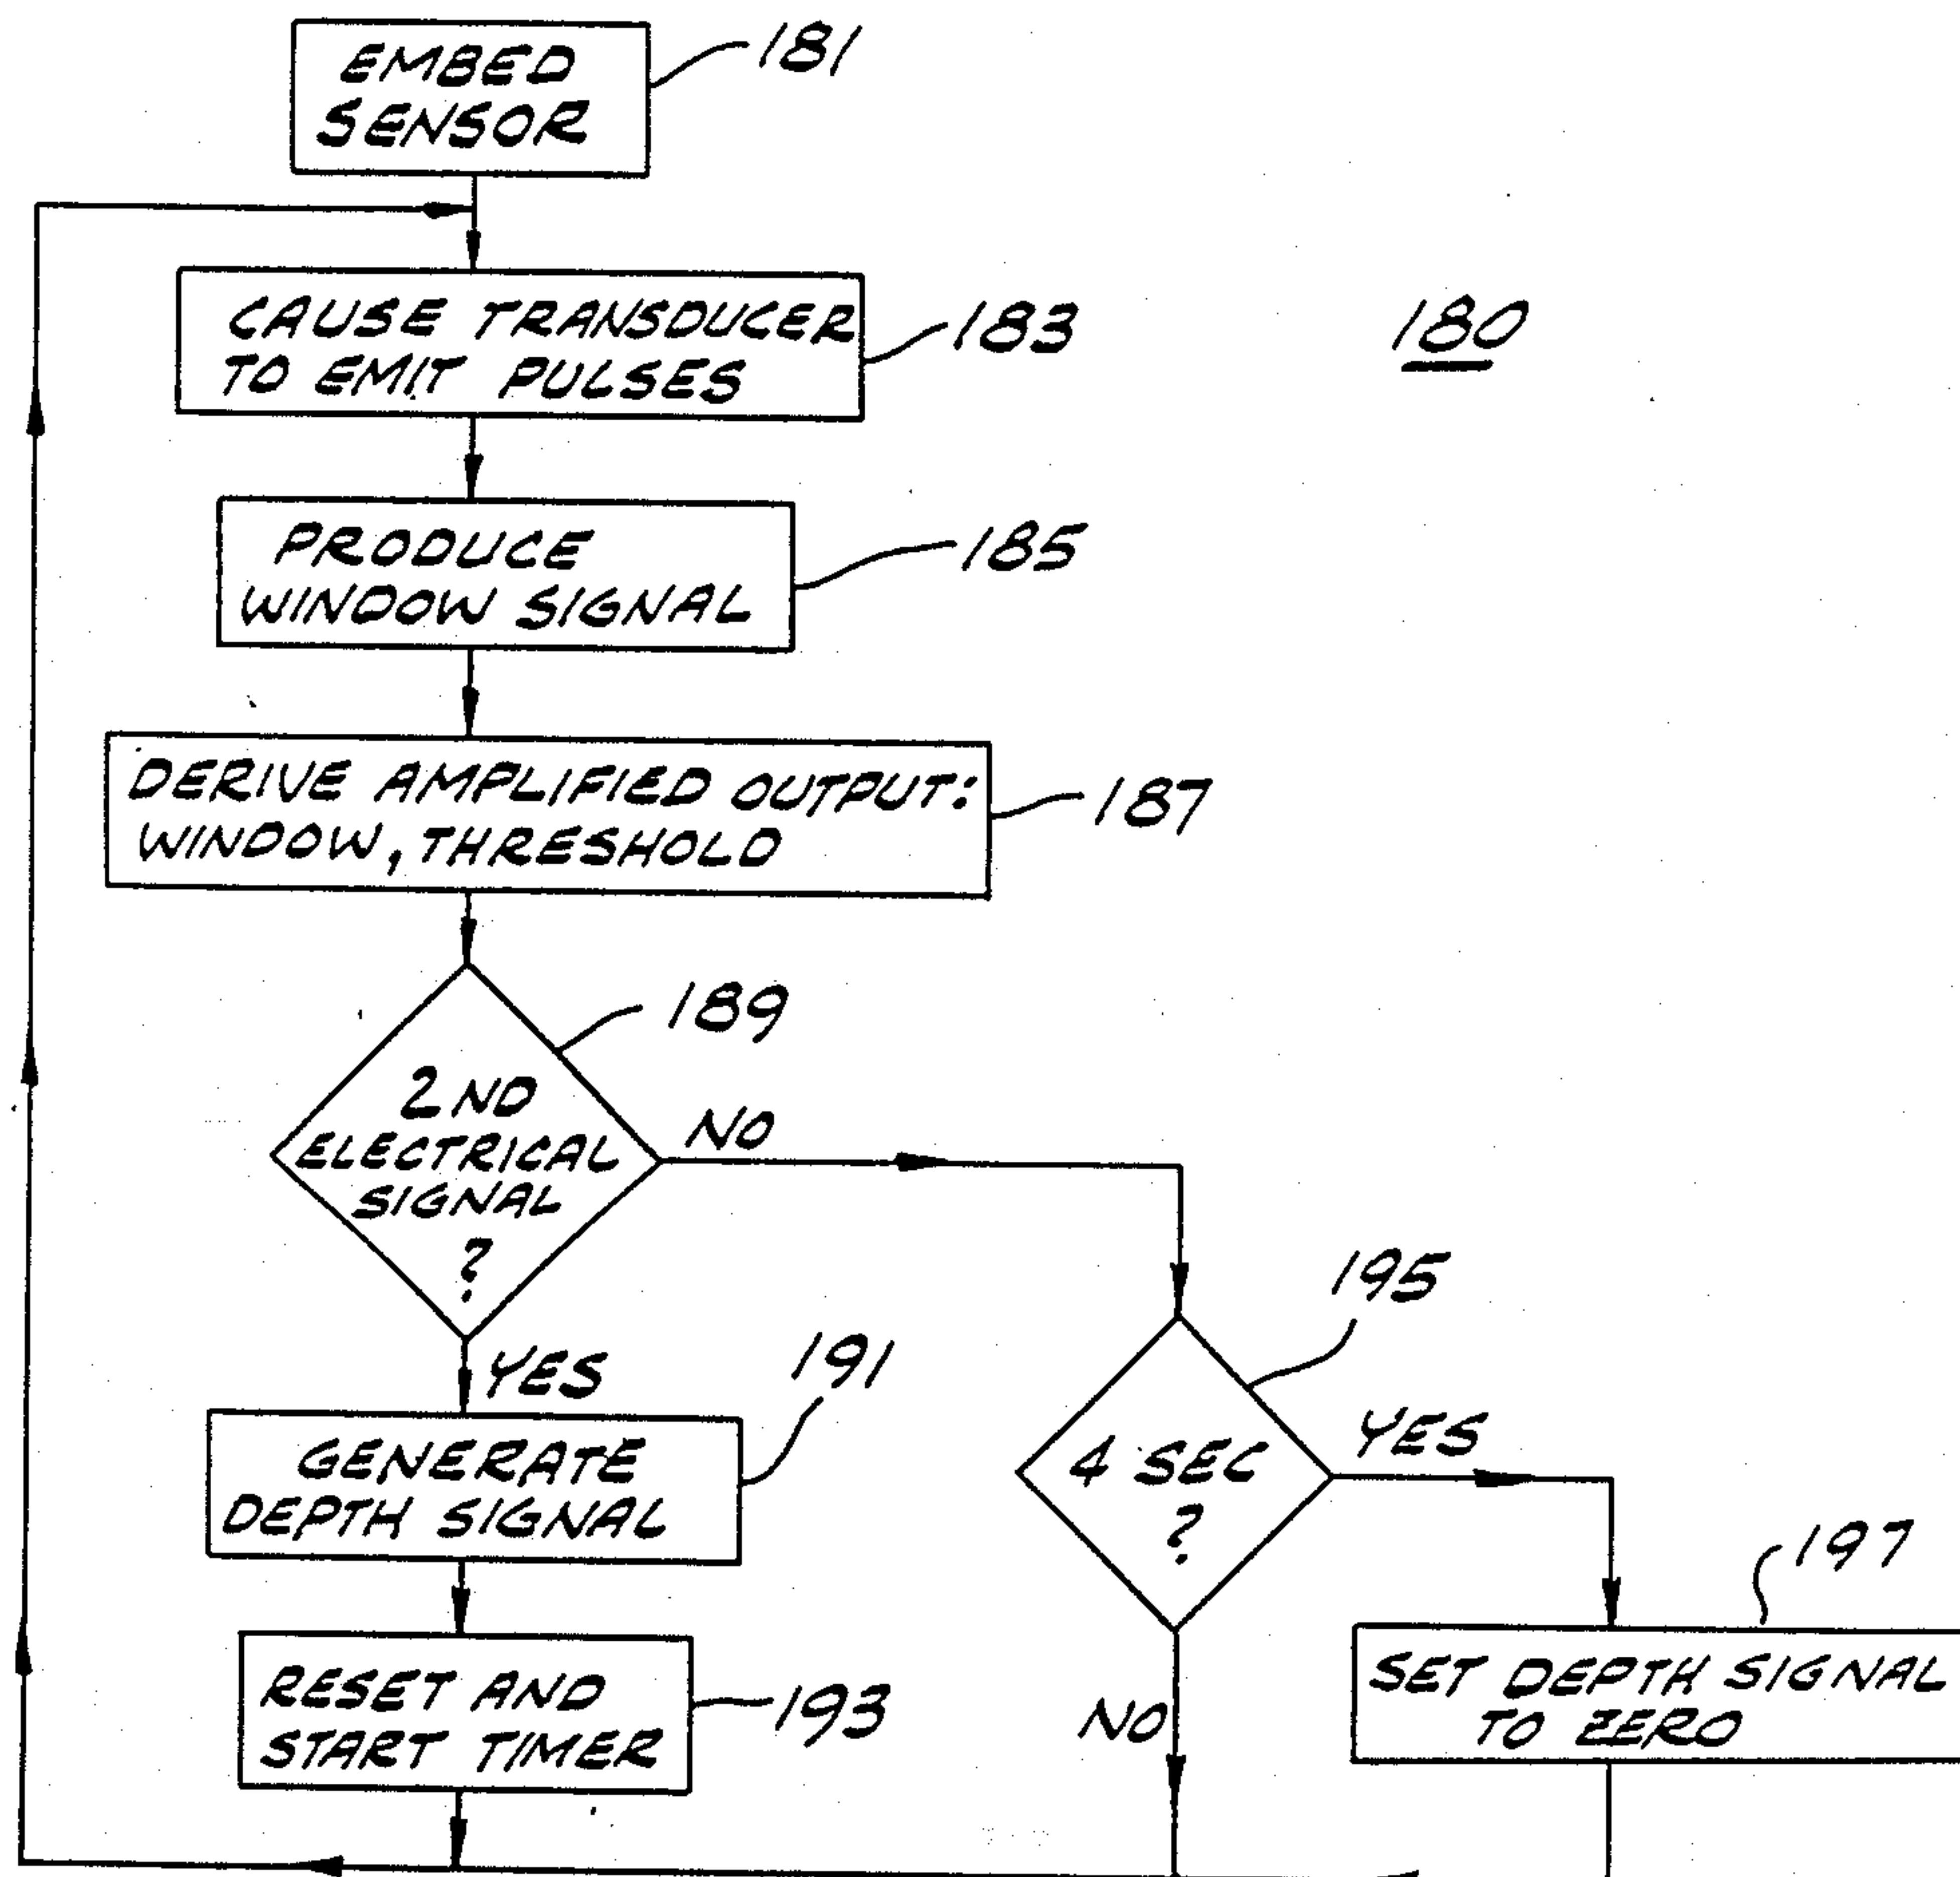 EMBED
SENSOR
181
CAUSE TRANSDUCER
TO EMIT PULSES
183
180
PRODUCE
WINDOW SIGNAL
185
DERIVE AMPLIFIED OUTPUT:
WINDOW, THRESHOLD
187
189
2ND
ELECTRICAL
SIGNAL
?
NO
YES
191
GENERATE
DEPTH SIGNAL
195
4 SEC
?
YES
197
RESET AND
START TIMER
193
NO
SET DEPTH SIGNAL
TO ZERO